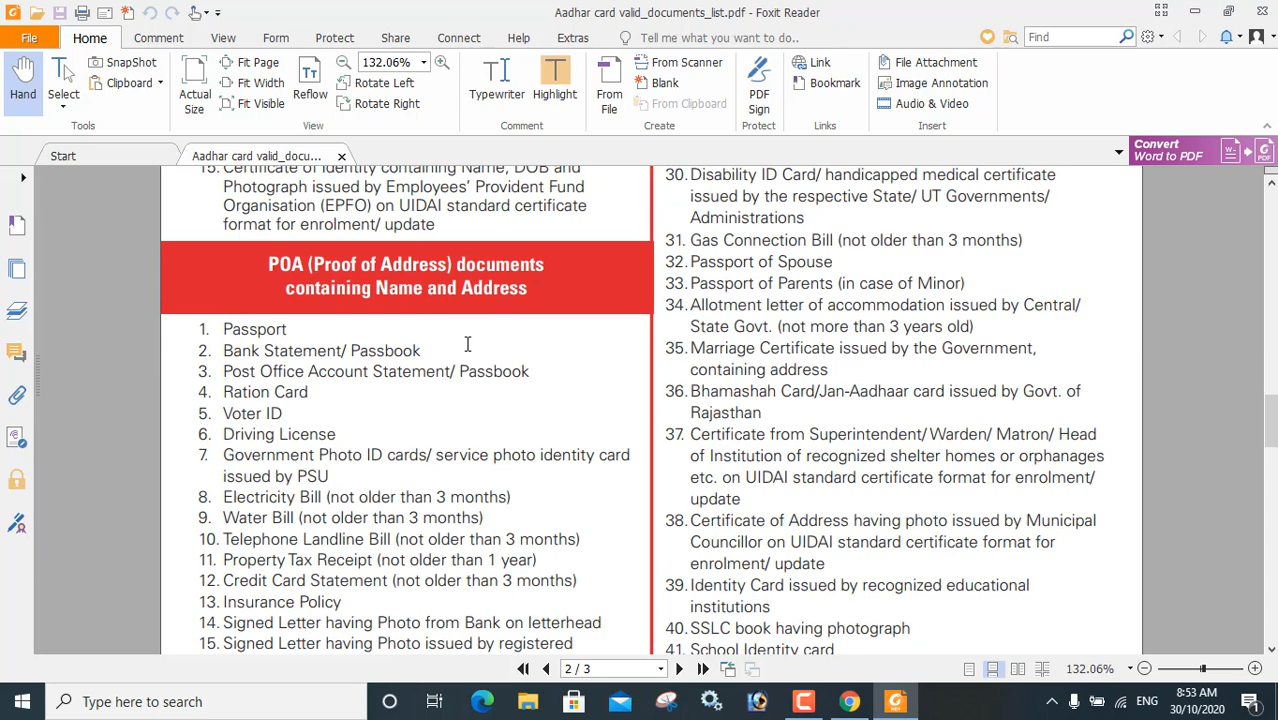 Aadhar card valid_documents_list.pdf - Foxit Reader
File
Home
Comment
View
Form
Protect
Share
Connect
Help
Extras
Tell me what you want to do..
Find
Hand
Select
SnapShot
Clipboard
Tools
Actual
Size
Fit Page
Fit Width
Fit Visible
Reflow
132.06%
Rotate Left
Rotate Right
View
Typewriter
Highlight
Comment
From
File
From Scanner
Blank
From Clipboard
Create
PDF
Sign
Protect
Link
Bookmark
Links
File Attachment
Image Annotation
Audio & Video
Insert
Start
Aadhar card valid_docu...
Convert
Word to PDF
15. Certificate of Identity containing Name, DOB and
Photograph issued by Employees' Provident Fund
Organisation (EPFO) on UIDAI standard certificate
format for enrolment/ update
POA (Proof of Address) documents
containing Name and Address
1. Passport
2. Bank Statement/ Passbook
3. Post Office Account Statement/ Passbook
4. Ration Card
5. Voter ID
6. Driving License
7. Government Photo ID cards/ service photo identity card
issued by PSU
8. Electricity Bill (not older than 3 months)
9. Water Bill (not older than 3 months)
10. Telephone Landline Bill (not older than 3 months)
11. Property Tax Receipt (not older than 1 year)
12. Credit Card Statement (not older than 3 months)
13. Insurance Policy
14. Signed Letter having Photo from Bank on letterhead
15. Signed Letter having Photo issued by registered
30. Disability ID Card/ handicapped medical certificate
issued by the respective State/ UT Governments/
Administrations
31. Gas Connection Bill (not older than 3 months)
32. Passport of Spouse
33. Passport of Parents (in case of Minor)
34. Allotment letter of accommodation issued by Central/
State Govt. (not more than 3 years old)
35. Marriage Certificate issued by the Government,
containing address
36. Bhamashah Card/Jan-Aadhaar card issued by Govt. of
Rajasthan
37. Certificate from Superintendent/ Warden/ Matron/ Head
of Institution of recognized shelter homes or orphanages
etc. on UIDAI standard certificate format for enrolment/
update
38. Certificate of Address having photo issued by Municipal
Councillor on UIDAI standard certificate format for
enrolment/ update
39. Identity Card issued by recognized educational
institutions
40. SSLC book having photograph
41. School Identity card
2 / 3
132.06%
Type here to search
ENG
8:53 AM
30/10/2020
1